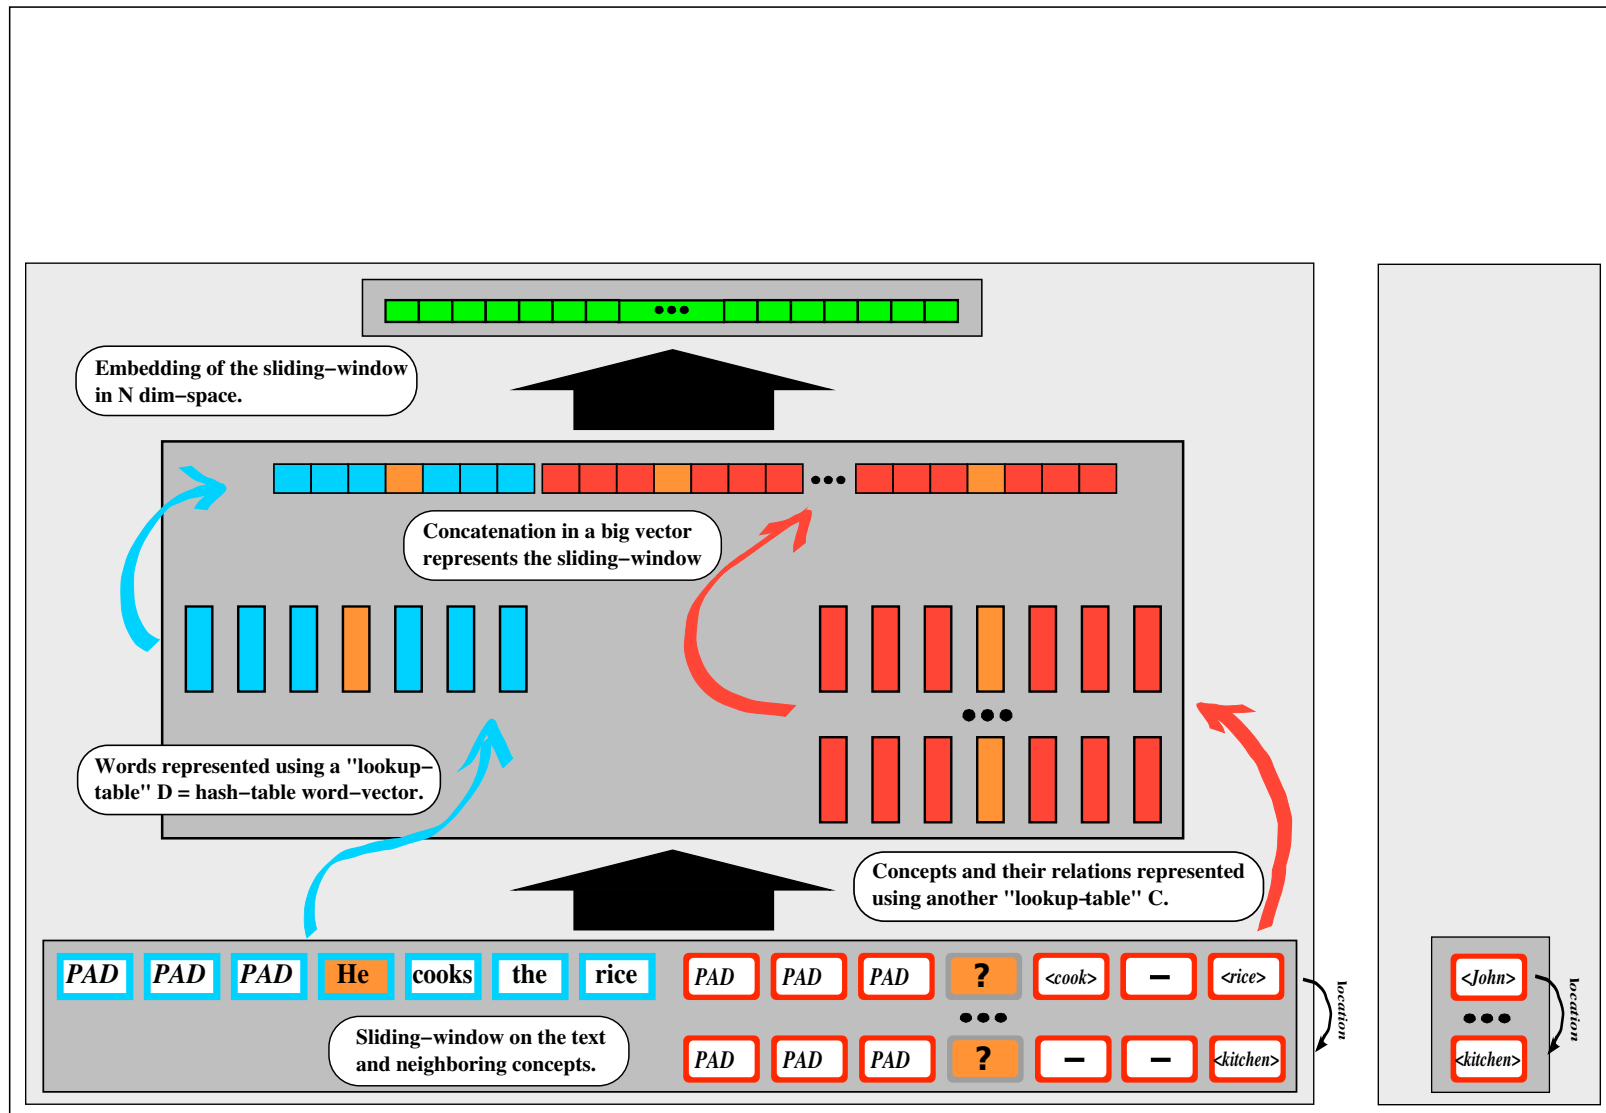 Embedding of the sliding−window
in N dim−space.
Concatenation in a big vector
represents the sliding−window
Words represented using a "lookup−
table" D = hash−table word−vector.
Concepts and their relations represented
using another "lookup-table" C.
PAD PAD PAD He cooks the rice PAD PAD PAD ? <cook> − <rice>
location
<John>
location
Sliding−window on the text
and neighboring concepts.
PAD PAD PAD ? − − <kitchen>
<kitchen>